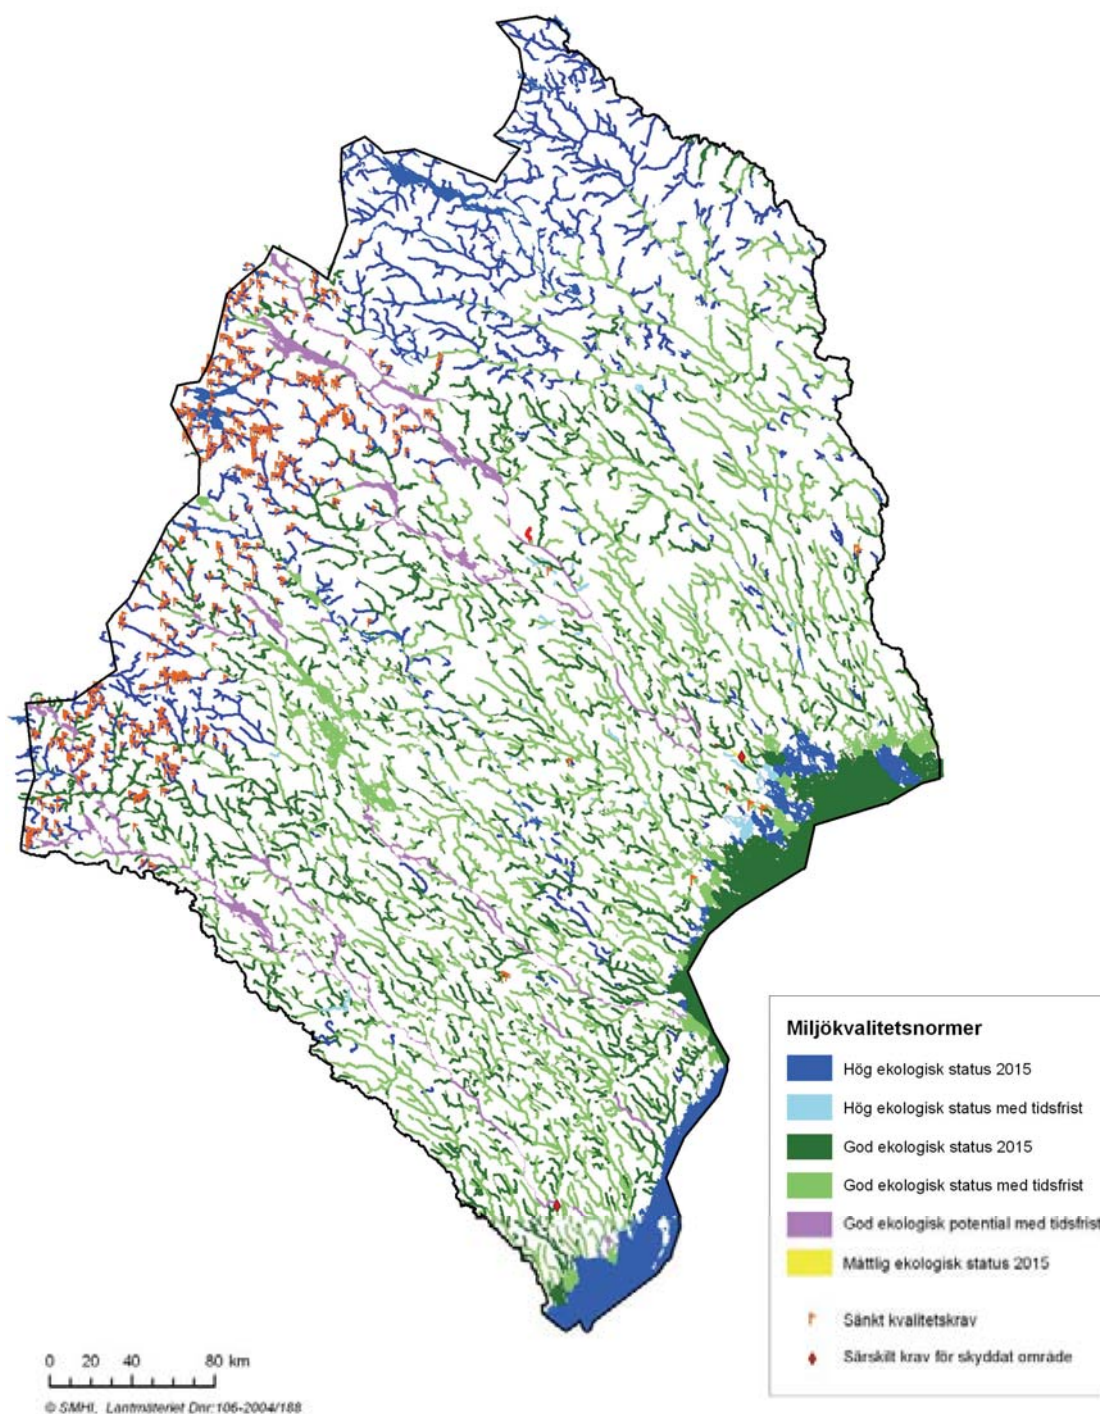 Miljökvalitetsnormer
Hög ekologisk status 2015
Hög ekologisk status med tidsfrist
God ekologisk status 2015
God ekologisk status med tidsfrist
God ekologisk potential med tidsfrist
Måttlig ekologisk status 2015
Sänkt kvalitetskrav
Särskilt krav för skyddat område
0 20 40 80 km
© SMHI, Lantmäteriet Dnr:106-2004/188